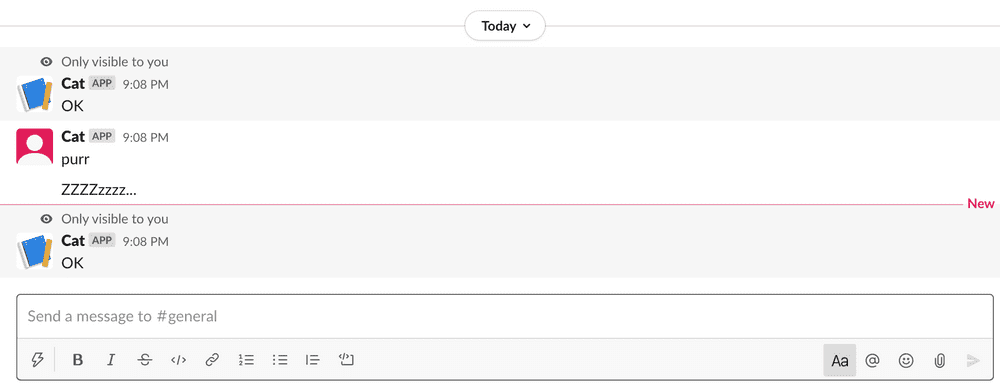 Today
Only visible to you
Cat APP 9:08 PM
OK
Cat APP 9:08 PM
purr
ZZZZzzzz...
New
Only visible to you
Cat APP 9:08 PM
OK
Send a message to #general
B I S </> Aa @